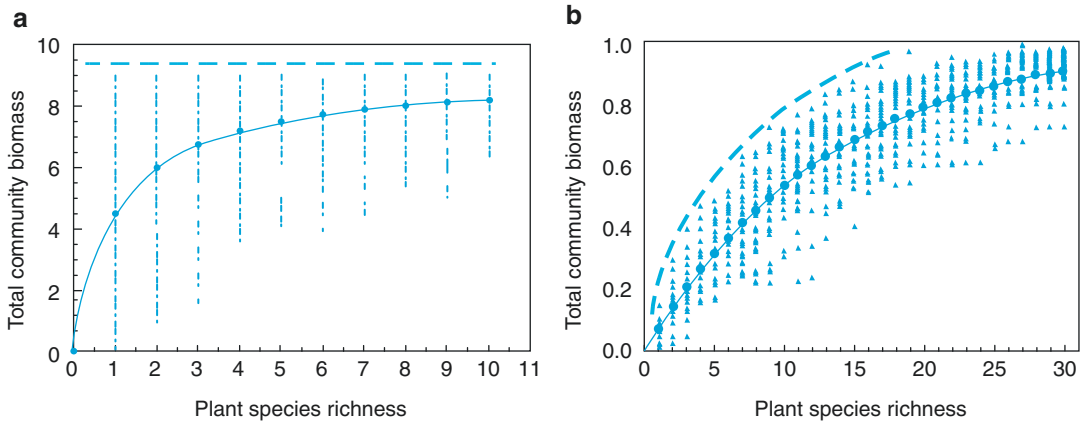 a
10
8
6
4
2
0
Total community biomass
0 1 2 3 4 5 6 7 8 9 10 11
Plant species richness
b
1.0
0.8
0.6
0.4
0.2
0.0
Total community biomass
0 5 10 15 20 25 30
Plant species richness